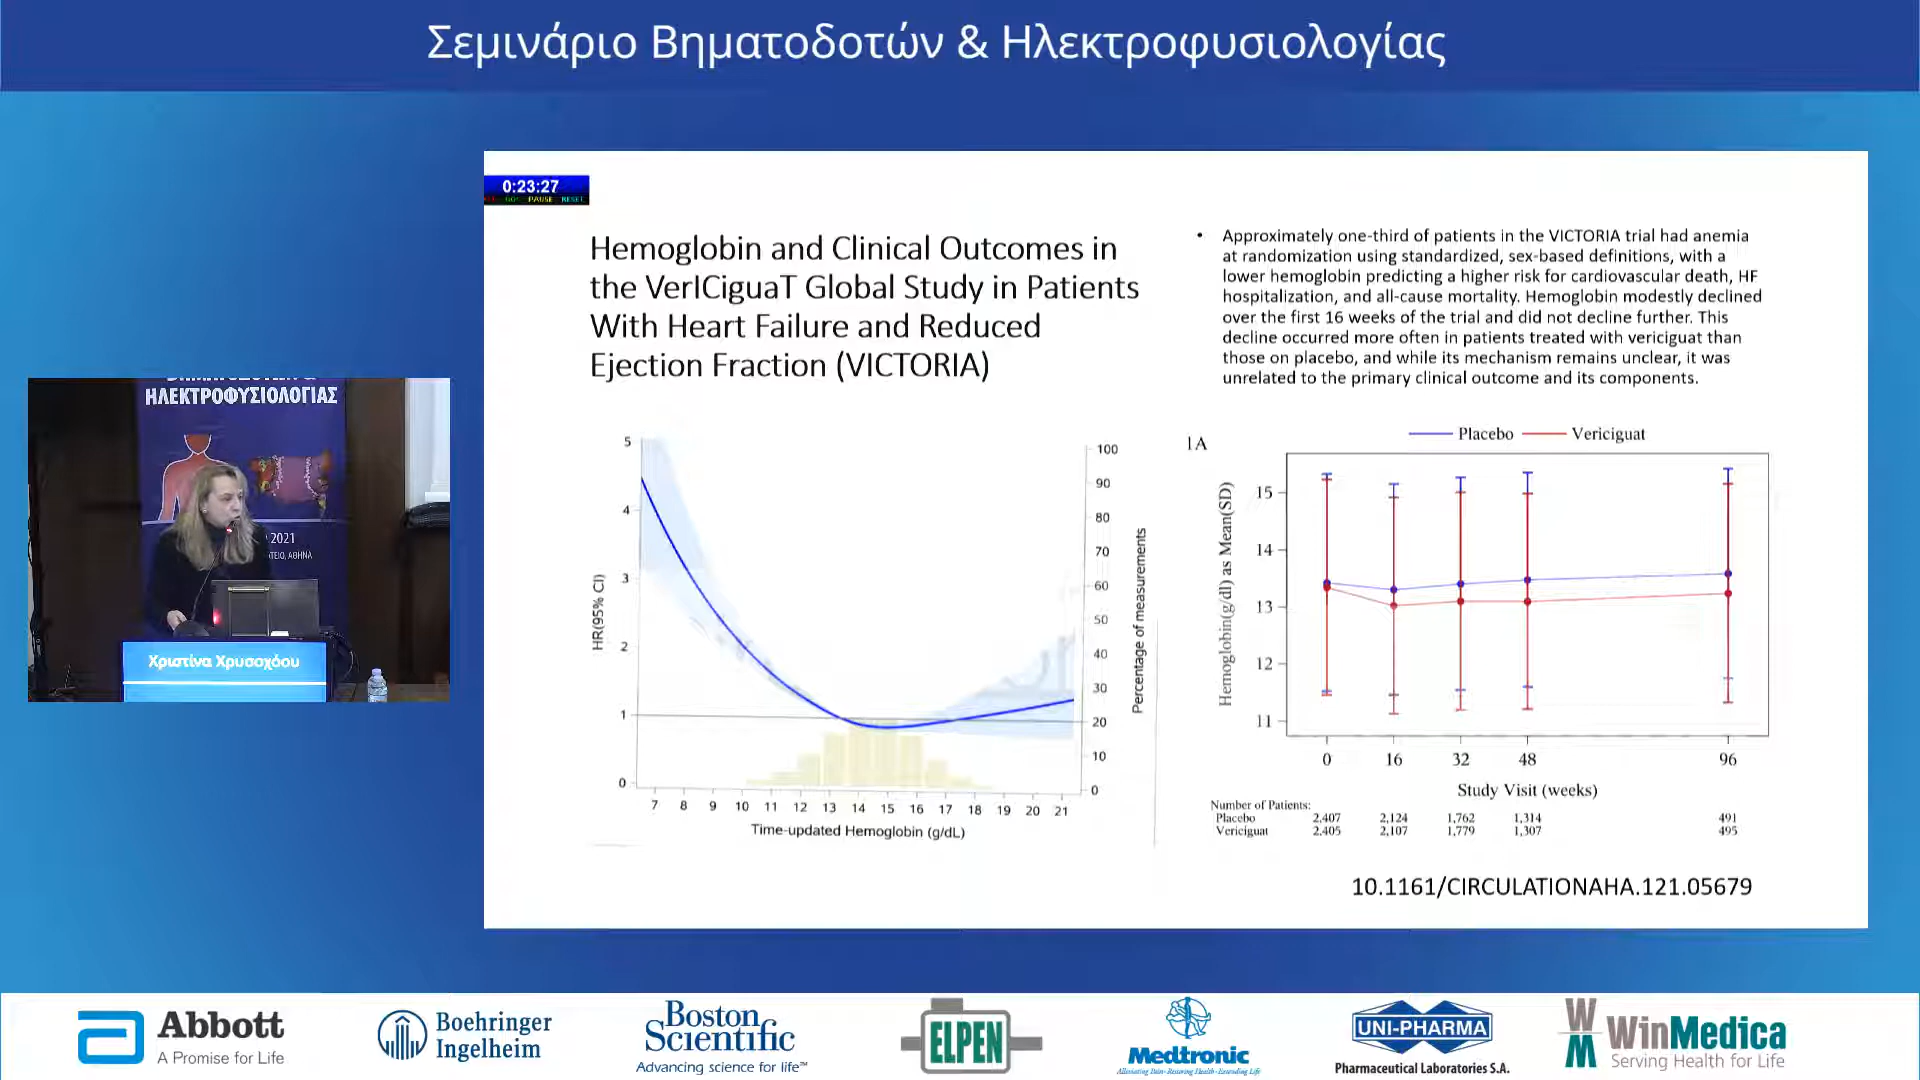 Σεμινάριο Βηματοδοτών & Ηλεκτροφυσιολογίας
0:23:27
PAUSE RESET
Hemoglobin and Clinical Outcomes in
the VerICiguaT Global Study in Patients
With Heart Failure and Reduced
Ejection Fraction (VICTORIA)
• Approximately one-third of patients in the VICTORIA trial had anemia
at randomization using standardized, sex-based definitions, with a
lower hemoglobin predicting a higher risk for cardiovascular death, HF
hospitalization, and all-cause mortality. Hemoglobin modestly declined
over the first 16 weeks of the trial and did not decline further. This
decline occurred more often in patients treated with vericiguat than
those on placebo, and while its mechanism remains unclear, it was
unrelated to the primary clinical outcome and its components.
5
4
3
2
1
0
HR(95% CI)
100
90
80
70
60
50
40
30
20
10
0
Percentage of measurements
7 8 9 10 11 12 13 14 15 16 17 18 19 20 21
Time-updated Hemoglobin (g/dL)
1A
Placebo Vericiguat
Hemoglobin(g/dl) as Mean(SD)
15
14
13
12
11
0 16 32 48 96
Study Visit (weeks)
Number of Patients:
Placebo 2,407 2,124 1,762 1,314 491
Vericiguat 2,405 2,107 1,779 1,307 495
10.1161/CIRCULATIONAHA.121.05679
ΗΛΕΚΤΡΟΦΥΣΙΟΛΟΓΙΑΣ
2021
ΑΘΗΝΑ
Χριστίνα Χρυσοχόου
Abbott
A Promise for Life
Boehringer
Ingelheim
Boston
Scientific
Advancing science for life™
ELPEN
Medtronic
Alleviating Pain · Restoring Health · Extending Life
UNI-PHARMA
Pharmaceutical Laboratories S.A.
WM
WinMedica
Serving Health for Life